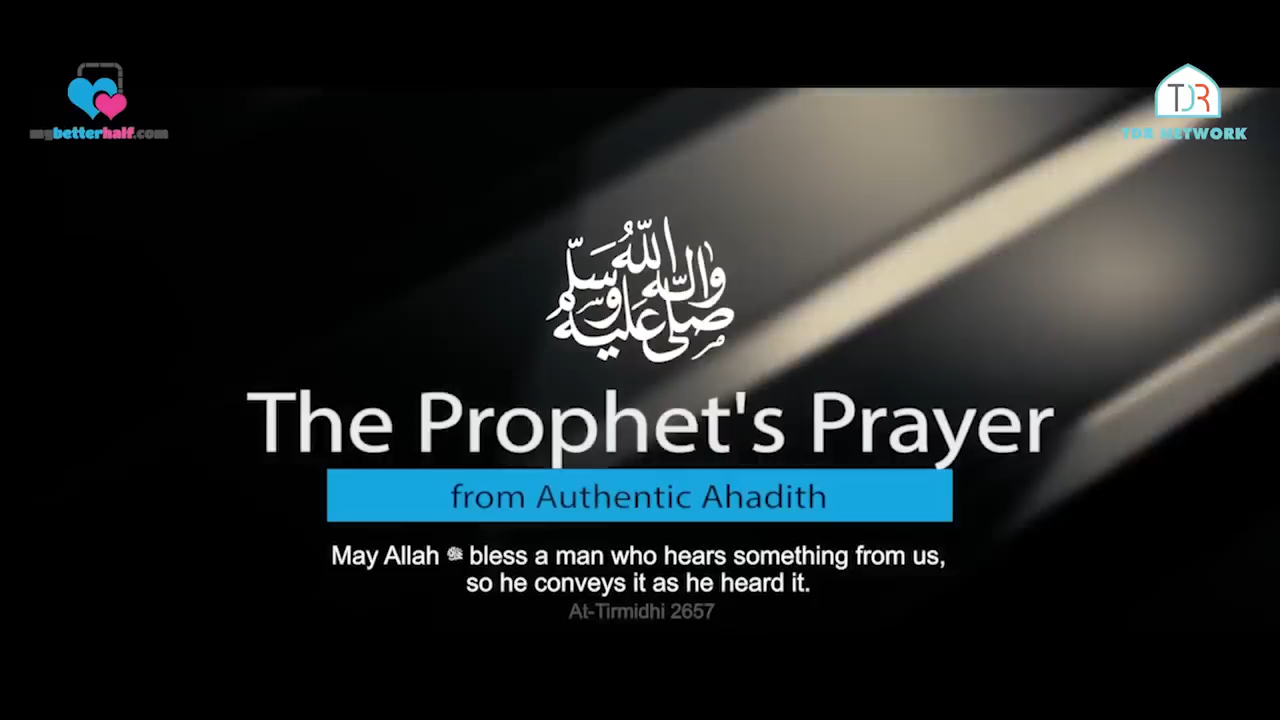 mybetterhalf.com
TDR
TDR NETWORK
صلى الله عليه وآله وسلم
The Prophet's Prayer
from Authentic Ahadith
May Allah ﷻ bless a man who hears something from us,
so he conveys it as he heard it.
At-Tirmidhi 2657